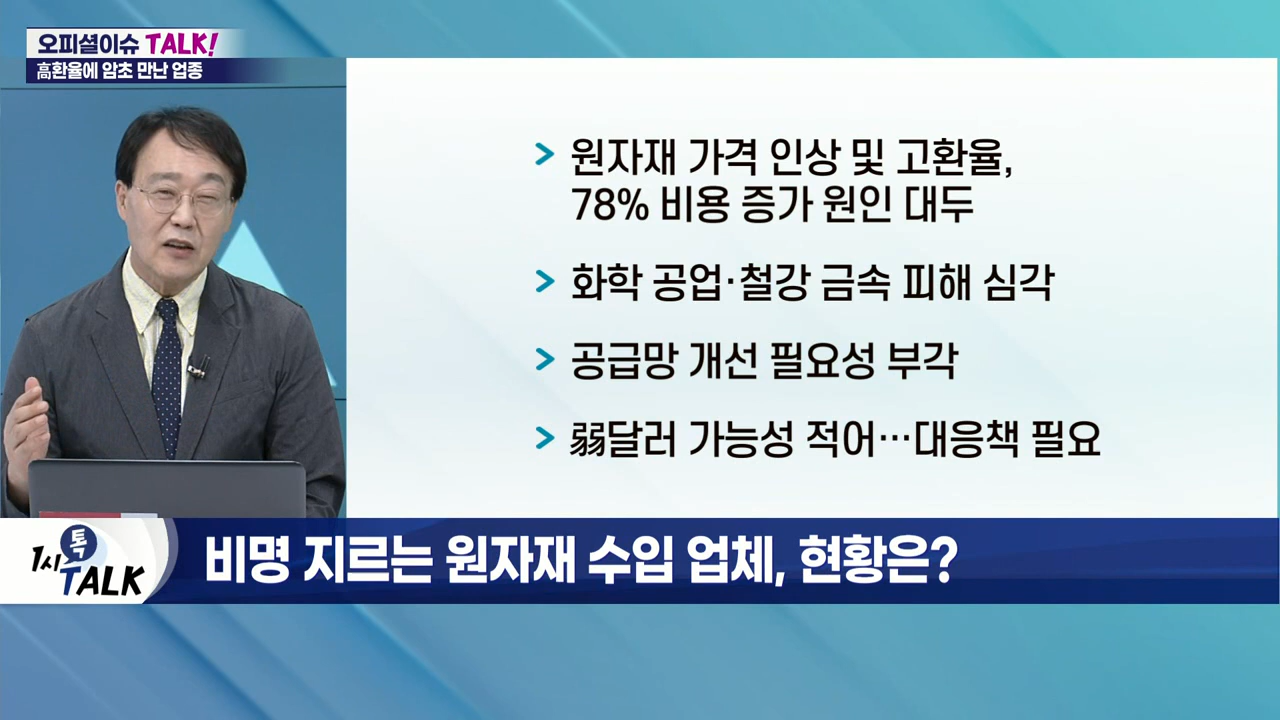 오피셜이슈 TALK!
高환율에 암초 만난 업종
> 원자재 가격 인상 및 고환율,
78% 비용 증가 원인 대두
> 화학 공업·철강 금속 피해 심각
> 공급망 개선 필요성 부각
> 弱달러 가능성 적어…대응책 필요
1시 톡 TALK
비명 지르는 원자재 수입 업체, 현황은?